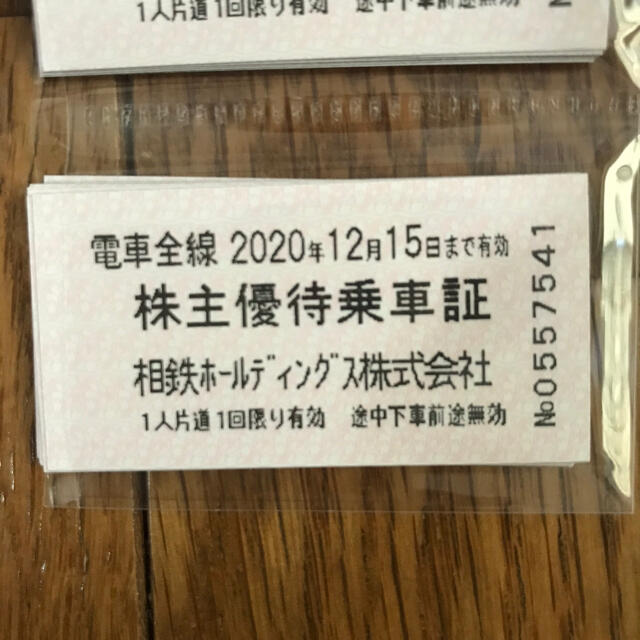 1人片道1回限り有効 途中下車前途無効
電車全線 2020年12月15日まで有効
株主優待乗車証
相鉄ホールディングス株式会社
1人片道1回限り有効 途中下車前途無効
№0557541